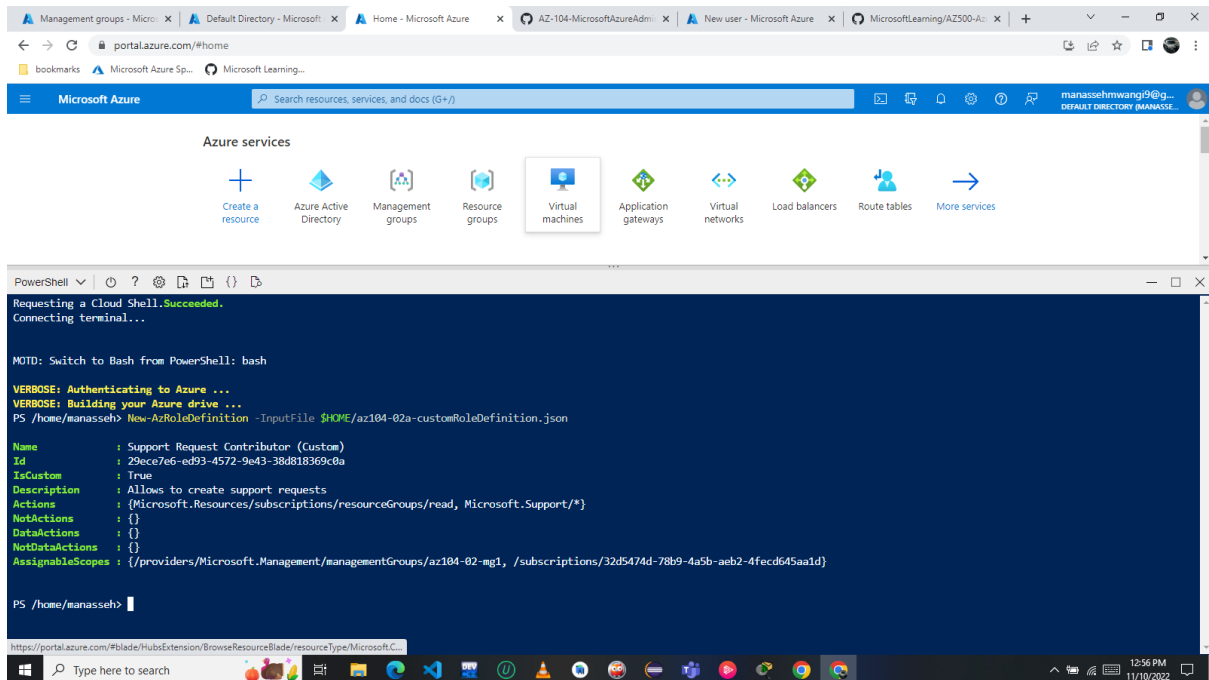 Management groups - Micros
Default Directory - Microsoft
Home - Microsoft Azure
AZ-104-MicrosoftAzureAdmin
New user - Microsoft Azure
MicrosoftLearning/AZ500-Az
portal.azure.com/#home
bookmarks
Microsoft Azure Sp...
Microsoft Learning...
Microsoft Azure
Search resources, services, and docs (G+/)
manassehmwangi9@g...
DEFAULT DIRECTORY (MANASSE...
Azure services
Create a resource
Azure Active Directory
Management groups
Resource groups
Virtual machines
Application gateways
Virtual networks
Load balancers
Route tables
More services
PowerShell
Requesting a Cloud Shell.Succeeded.
Connecting terminal...
MOTD: Switch to Bash from PowerShell: bash
VERBOSE: Authenticating to Azure ...
VERBOSE: Building your Azure drive ...
PS /home/manasseh> New-AzRoleDefinition -InputFile $HOME/az104-02a-customRoleDefinition.json
Name : Support Request Contributor (Custom)
Id : 29ece7e6-ed93-4572-9e43-38d818369c0a
IsCustom : True
Description : Allows to create support requests
Actions : {Microsoft.Resources/subscriptions/resourceGroups/read, Microsoft.Support/*}
NotActions : {}
DataActions : {}
NotDataActions : {}
AssignableScopes : {/providers/Microsoft.Management/managementGroups/az104-02-mg1, /subscriptions/32d5474d-78b9-4a5b-aeb2-4fecd645aa1d}
PS /home/manasseh>
https://portal.azure.com/#blade/HubsExtension/BrowseResourceBlade/resourceType/Microsoft.C...
Type here to search
DEV
12:56 PM
11/10/2022